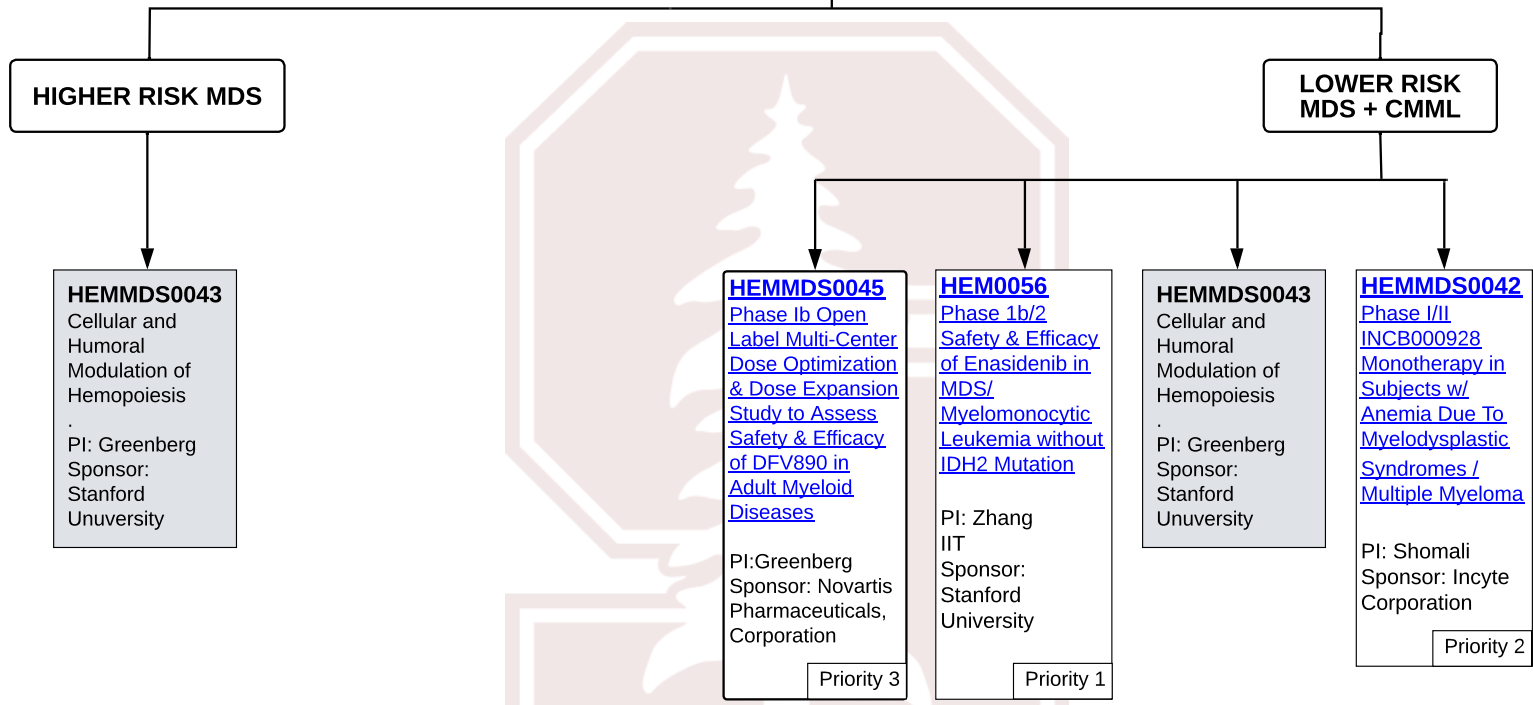 HIGHER RISK MDS
LOWER RISK
MDS + CMML
HEMMDS0043
Cellular and
Humoral
Modulation of
Hemopoiesis
.
PI: Greenberg
Sponsor:
Stanford
Unuversity
HEMMDS0045
Phase Ib Open
Label Multi-Center
Dose Optimization
& Dose Expansion
Study to Assess
Safety & Efficacy
of DFV890 in
Adult Myeloid
Diseases
PI:Greenberg
Sponsor: Novartis
Pharmaceuticals,
Corporation
Priority 3
HEM0056
Phase 1b/2
Safety & Efficacy
of Enasidenib in
MDS/
Myelomonocytic
Leukemia without
IDH2 Mutation
PI: Zhang
IIT
Sponsor:
Stanford
University
Priority 1
HEMMDS0043
Cellular and
Humoral
Modulation of
Hemopoiesis
.
PI: Greenberg
Sponsor:
Stanford
Unuversity
HEMMDS0042
Phase I/II
INCB000928
Monotherapy in
Subjects w/
Anemia Due To
Myelodysplastic
Syndromes /
Multiple Myeloma
PI: Shomali
Sponsor: Incyte
Corporation
Priority 2